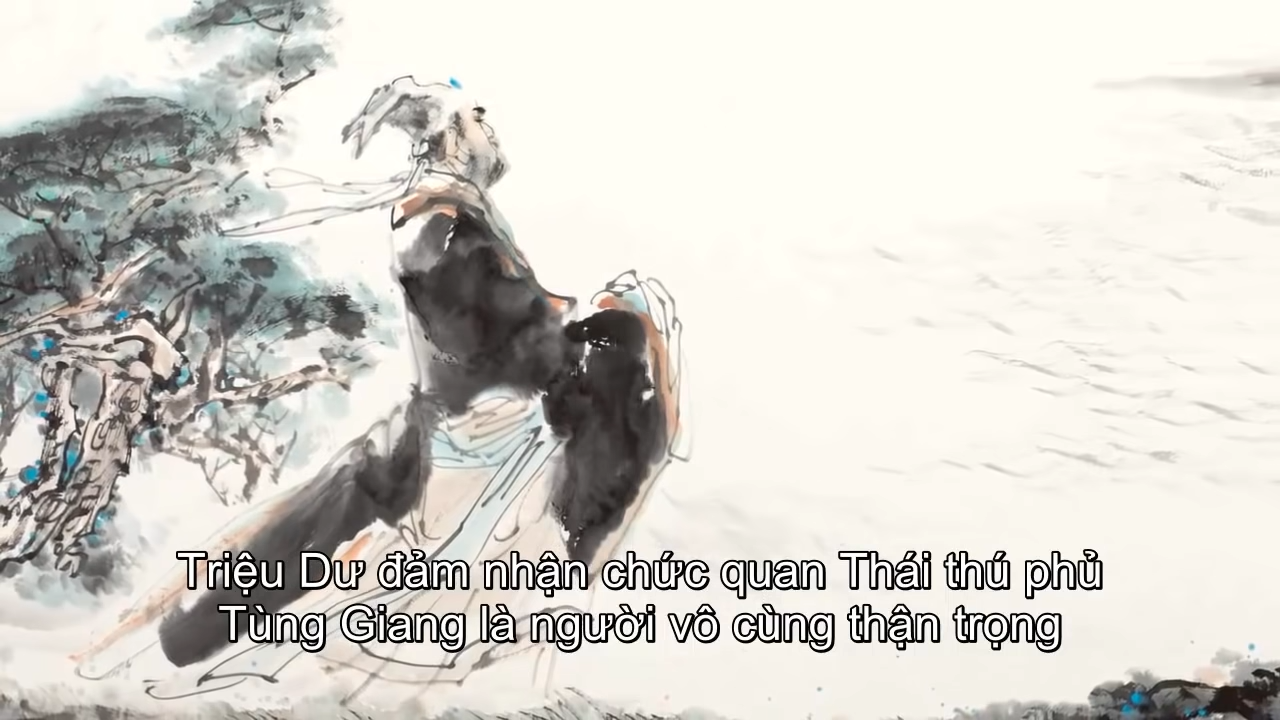 Triệu Dư đảm nhận chức quan Thái thú phủ
Tùng Giang là người vô cùng thận trọng